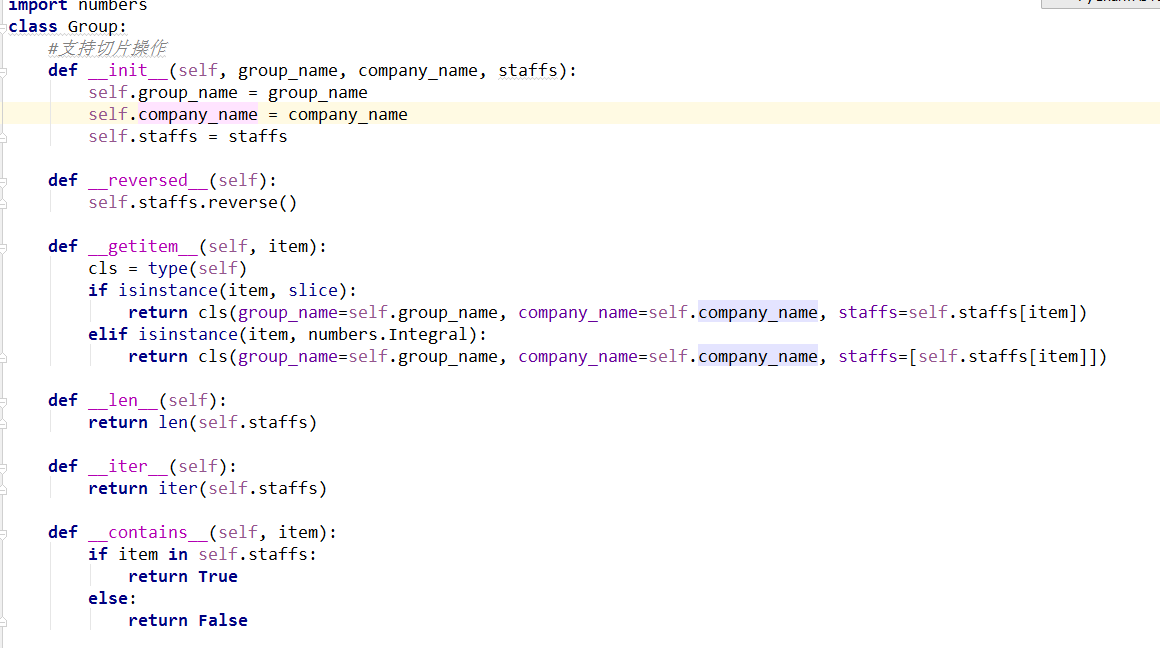 import numbers
class Group:
    #支持切片操作
    def __init__(self, group_name, company_name, staffs):
        self.group_name = group_name
        self.company_name = company_name
        self.staffs = staffs

    def __reversed__(self):
        self.staffs.reverse()

    def __getitem__(self, item):
        cls = type(self)
        if isinstance(item, slice):
            return cls(group_name=self.group_name, company_name=self.company_name, staffs=self.staffs[item])
        elif isinstance(item, numbers.Integral):
            return cls(group_name=self.group_name, company_name=self.company_name, staffs=[self.staffs[item]])

    def __len__(self):
        return len(self.staffs)

    def __iter__(self):
        return iter(self.staffs)

    def __contains__(self, item):
        if item in self.staffs:
            return True
        else:
            return False